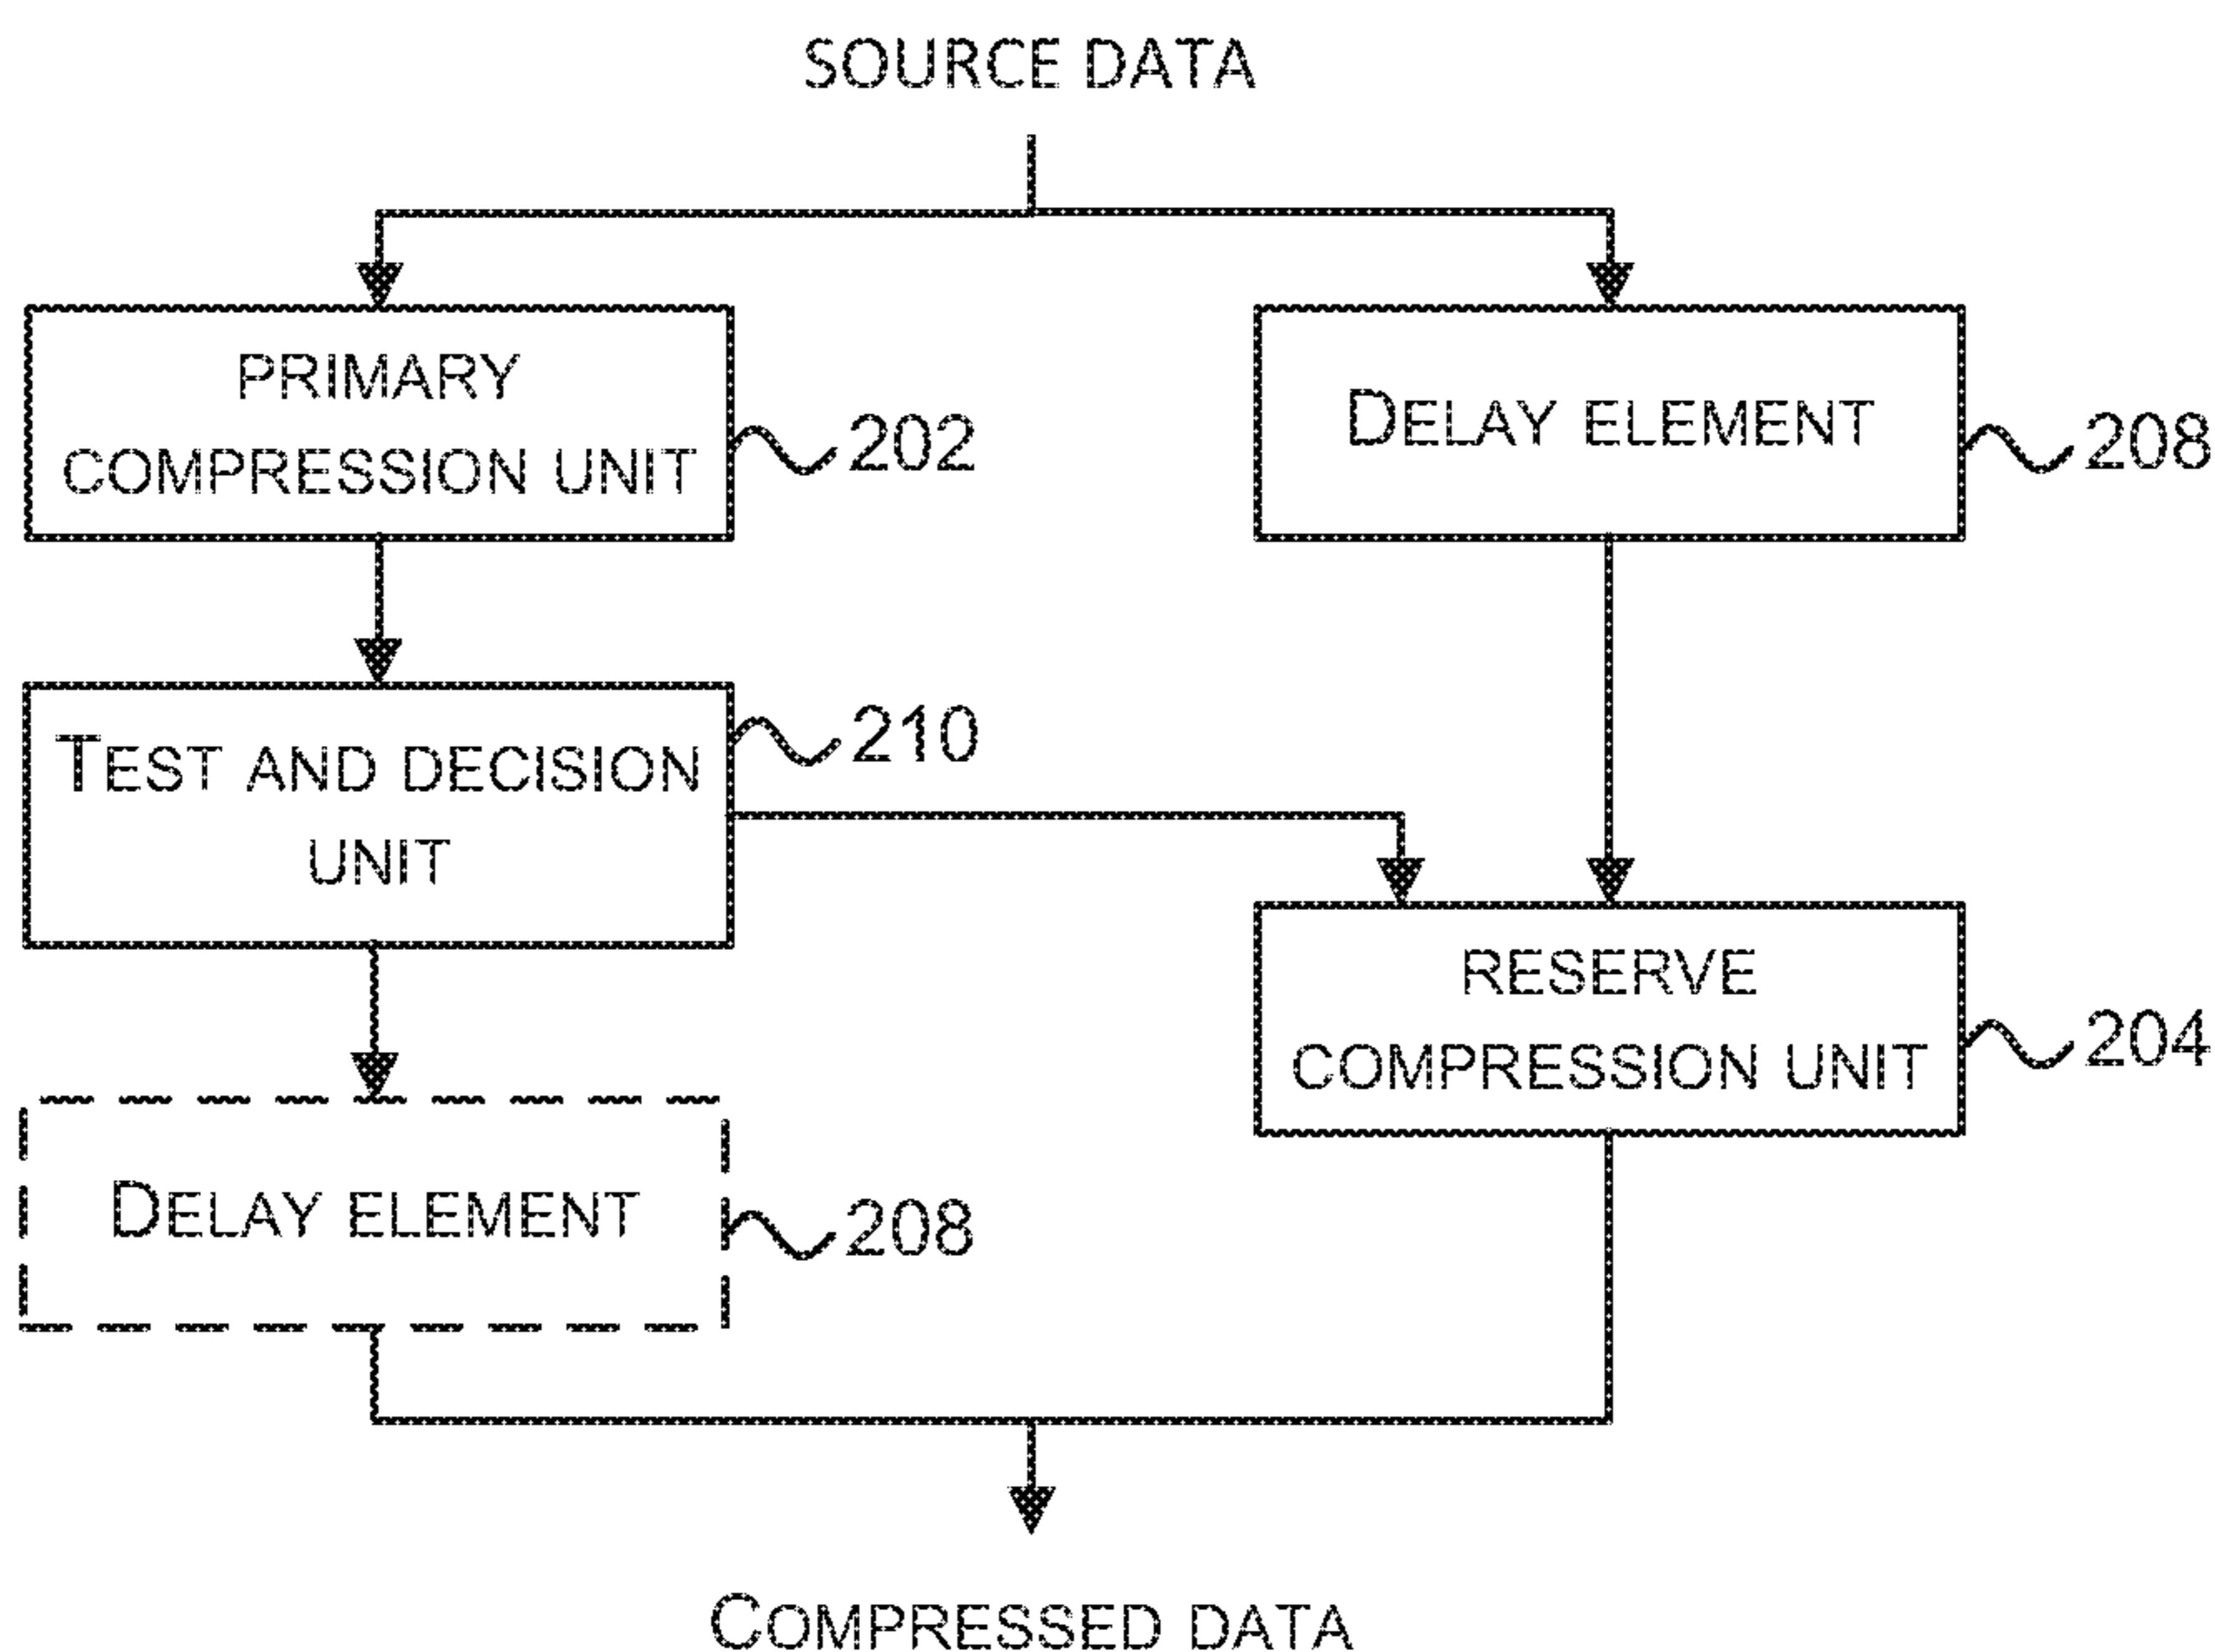 SOURCE DATA
PRIMARY
COMPRESSION UNIT
202
DELAY ELEMENT
208
TEST AND DECISION
UNIT
210
RESERVE
COMPRESSION UNIT
204
DELAY ELEMENT
208
COMPRESSED DATA